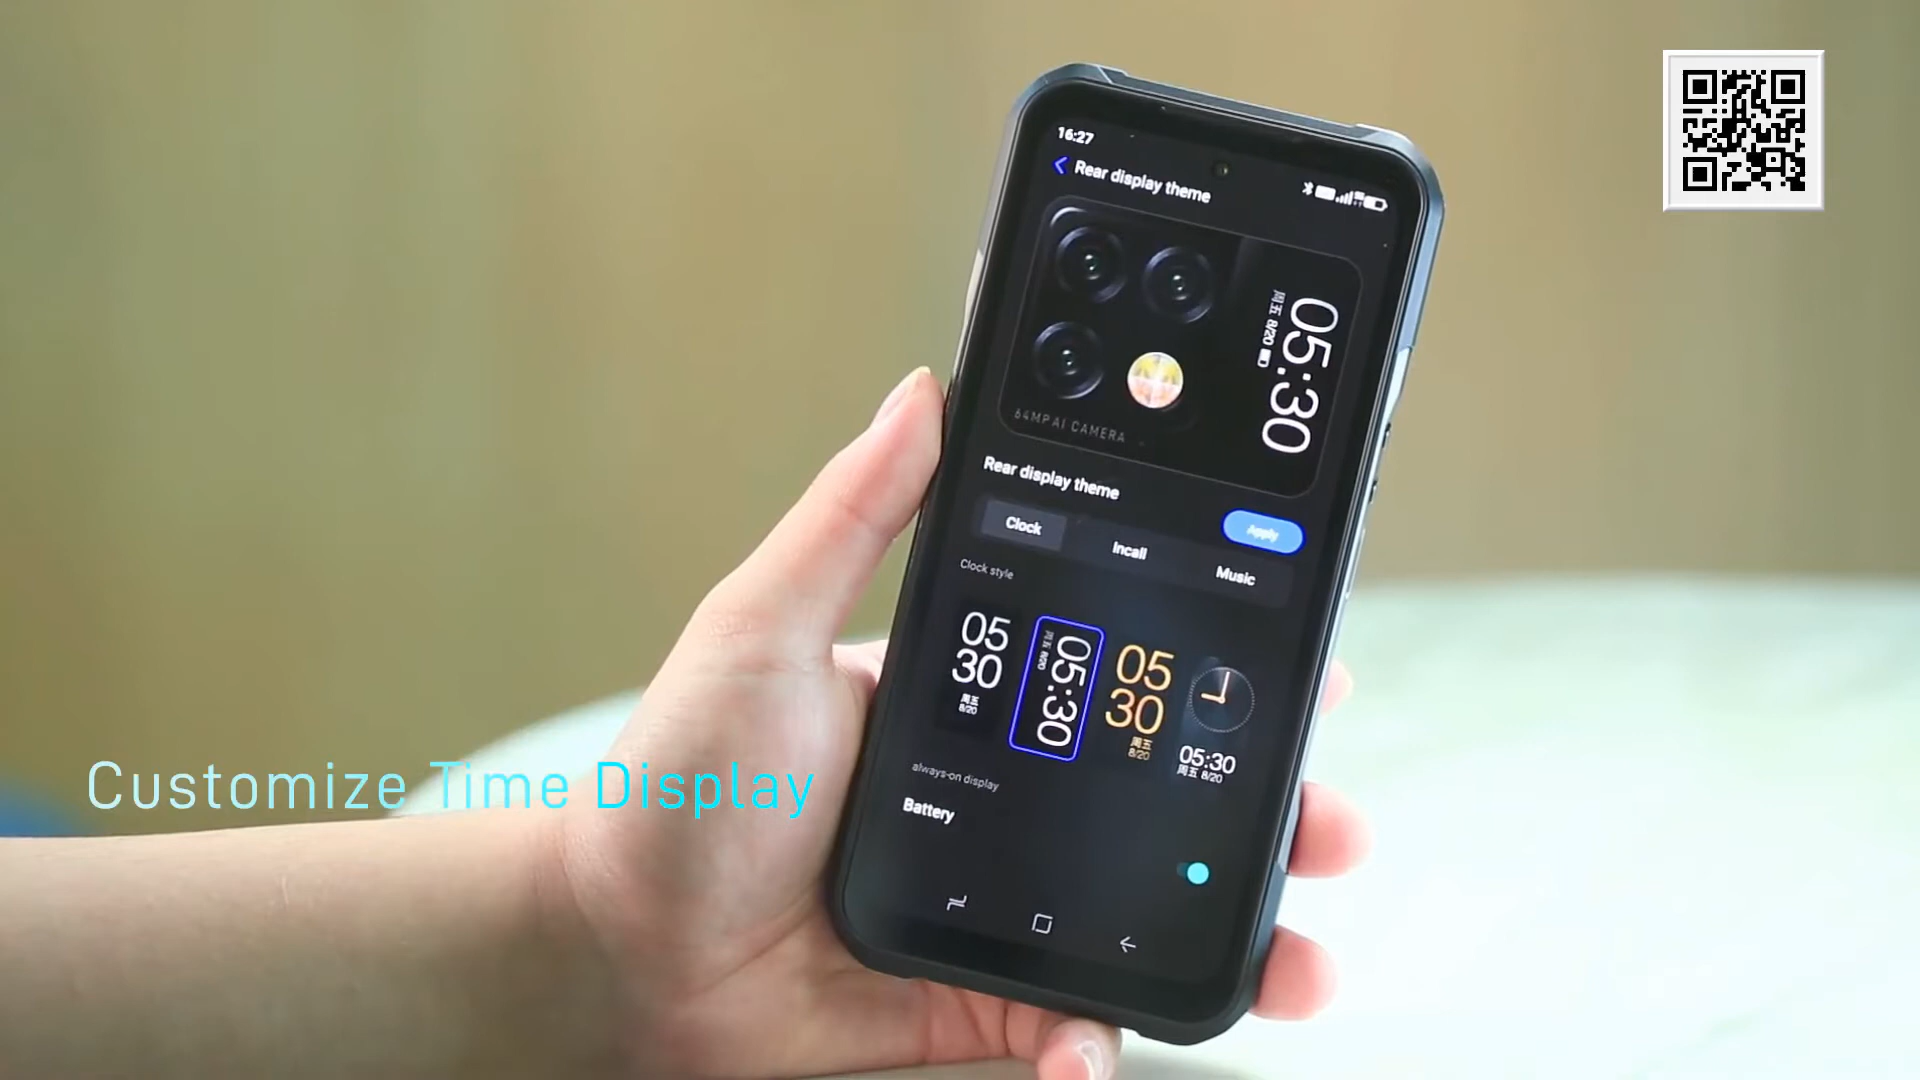 16:27
Rear display theme
05:30
周五 8/20
64MP AI CAMERA
Rear display theme
Apply
Clock
Incall
Music
Clock style
05
30
周五
8/20
05:30
周五 8/20
05
30
周五
8/20
05:30
周五 8/20
always-on display
Battery
Customize Time Display